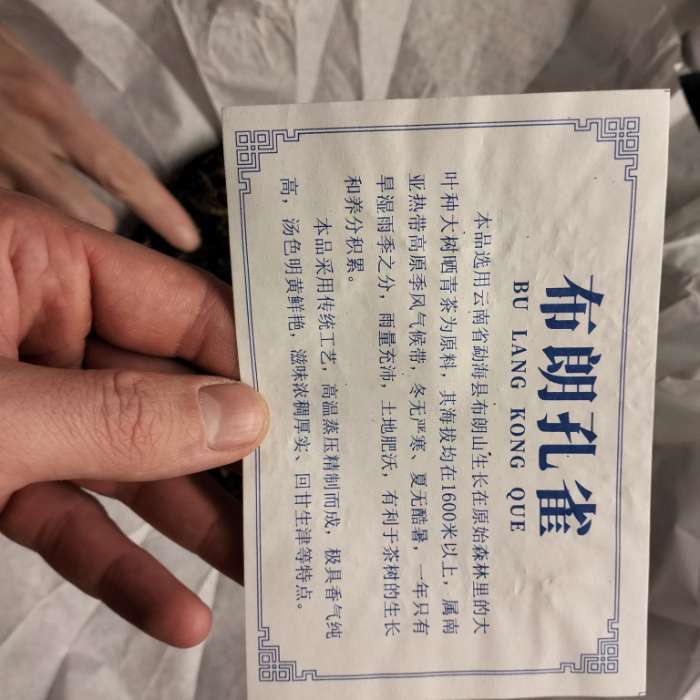 布朗孔雀
BU LANG KONG QUE
本品选用云南省勐海县布朗山生长在原始森林里的大
叶种大树晒青茶为原料，其海拔均在1600米以上，属南
亚热带高原季风气候带，冬无严寒、夏无酷暑，一年只有
旱湿雨季之分，雨量充沛，土地肥沃，有利于茶树的生长
和养分积累。
本品采用传统工艺，高温蒸压精制而成，极具香气纯
高，汤色明黄鲜艳，滋味浓稠厚实、回甘生津等特点。